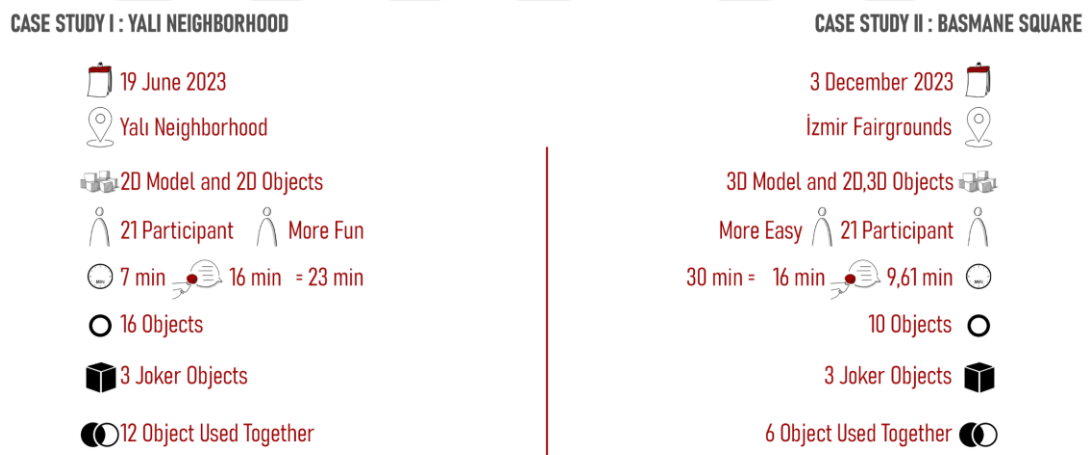 CASE STUDY I : YALI NEIGHBORHOOD
19 June 2023
Yalı Neighborhood
2D Model and 2D Objects
21 Participant More Fun
7 min 16 min = 23 min
16 Objects
3 Joker Objects
12 Object Used Together
CASE STUDY II : BASMANE SQUARE
3 December 2023
İzmir Fairgrounds
3D Model and 2D,3D Objects
More Easy 21 Participant
30 min = 16 min 9,61 min
10 Objects
3 Joker Objects
6 Object Used Together